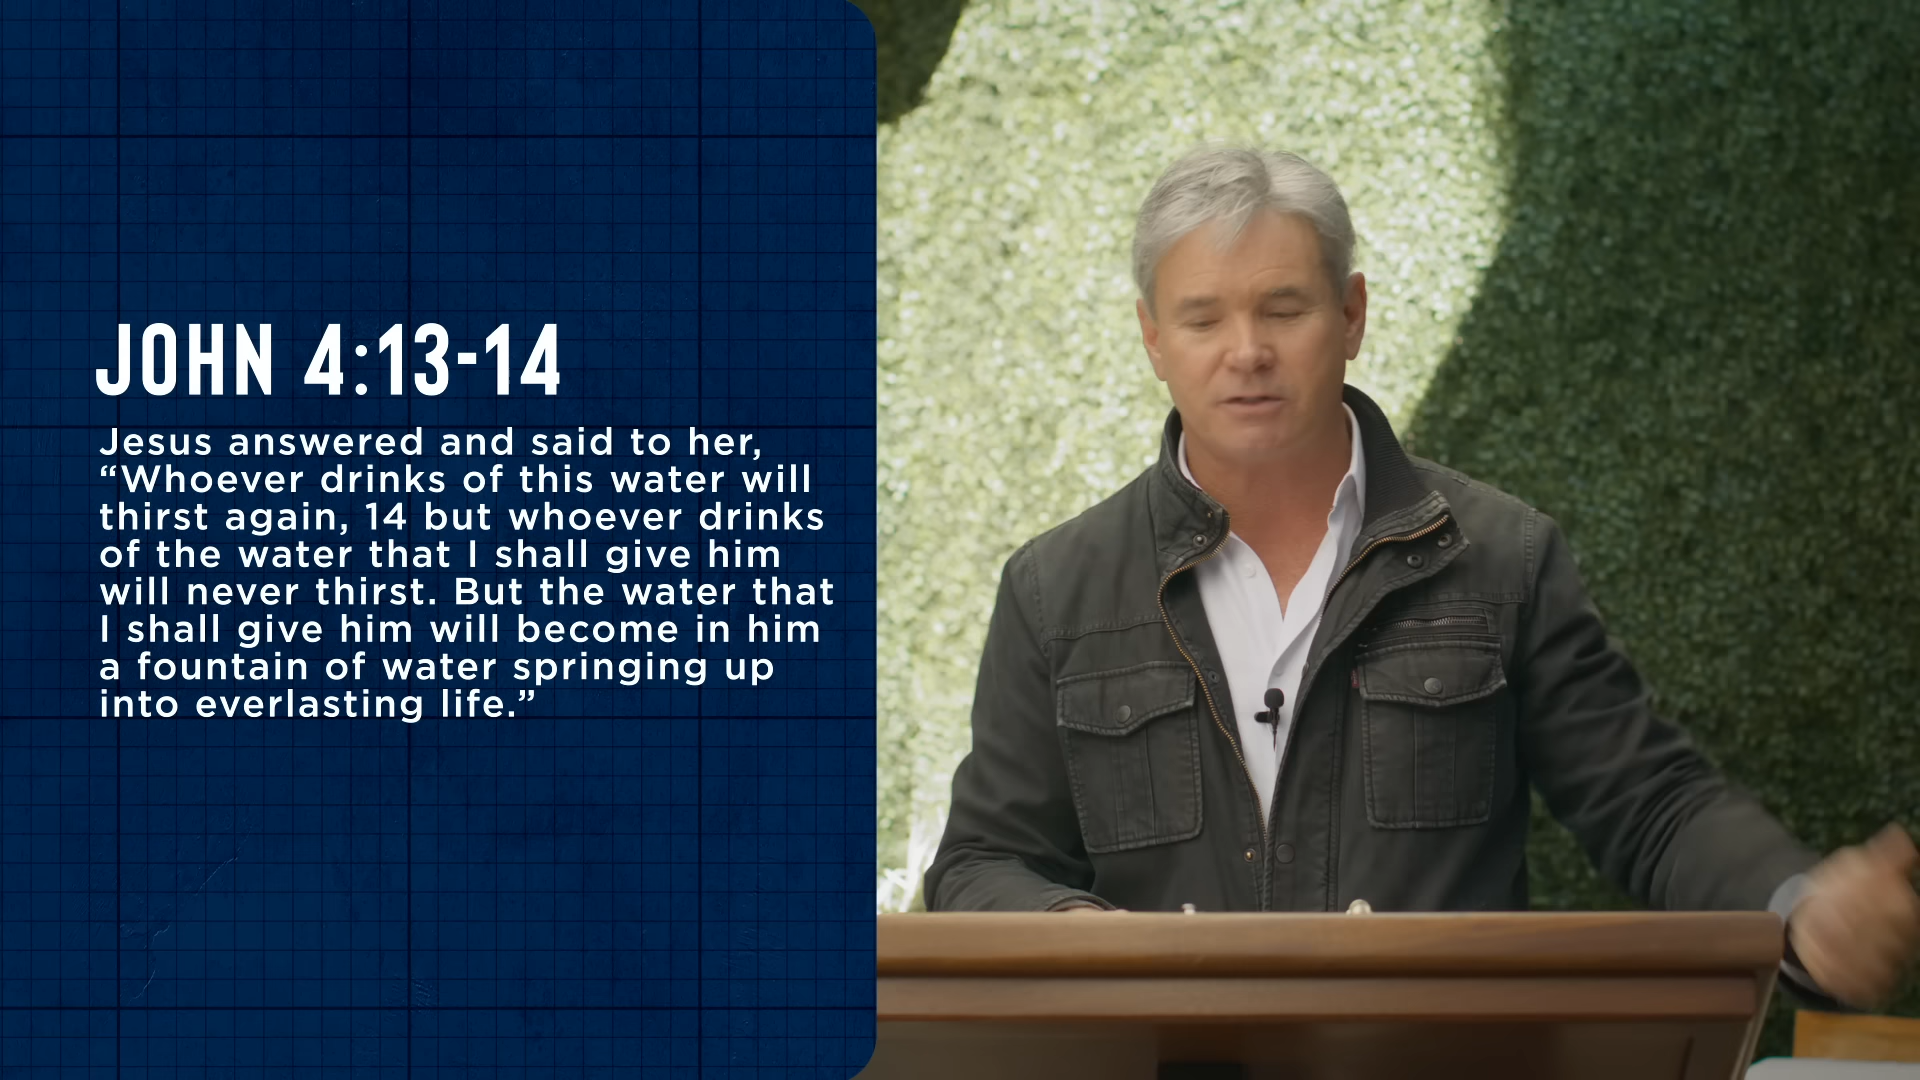 JOHN 4:13-14
Jesus answered and said to her,
“Whoever drinks of this water will
thirst again, 14 but whoever drinks
of the water that I shall give him
will never thirst. But the water that
I shall give him will become in him
a fountain of water springing up
into everlasting life.”